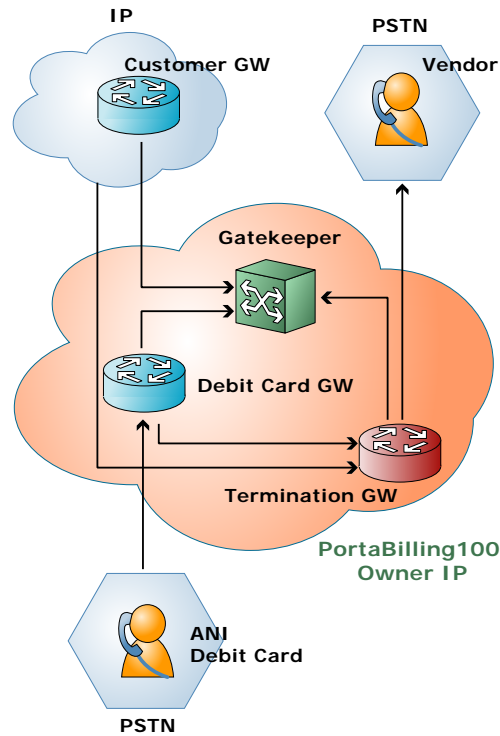 IP
PSTN
Customer GW
Vendor
Gatekeeper
Debit Card GW
Termination GW
PortaBilling100
Owner IP
ANI
Debit Card
PSTN